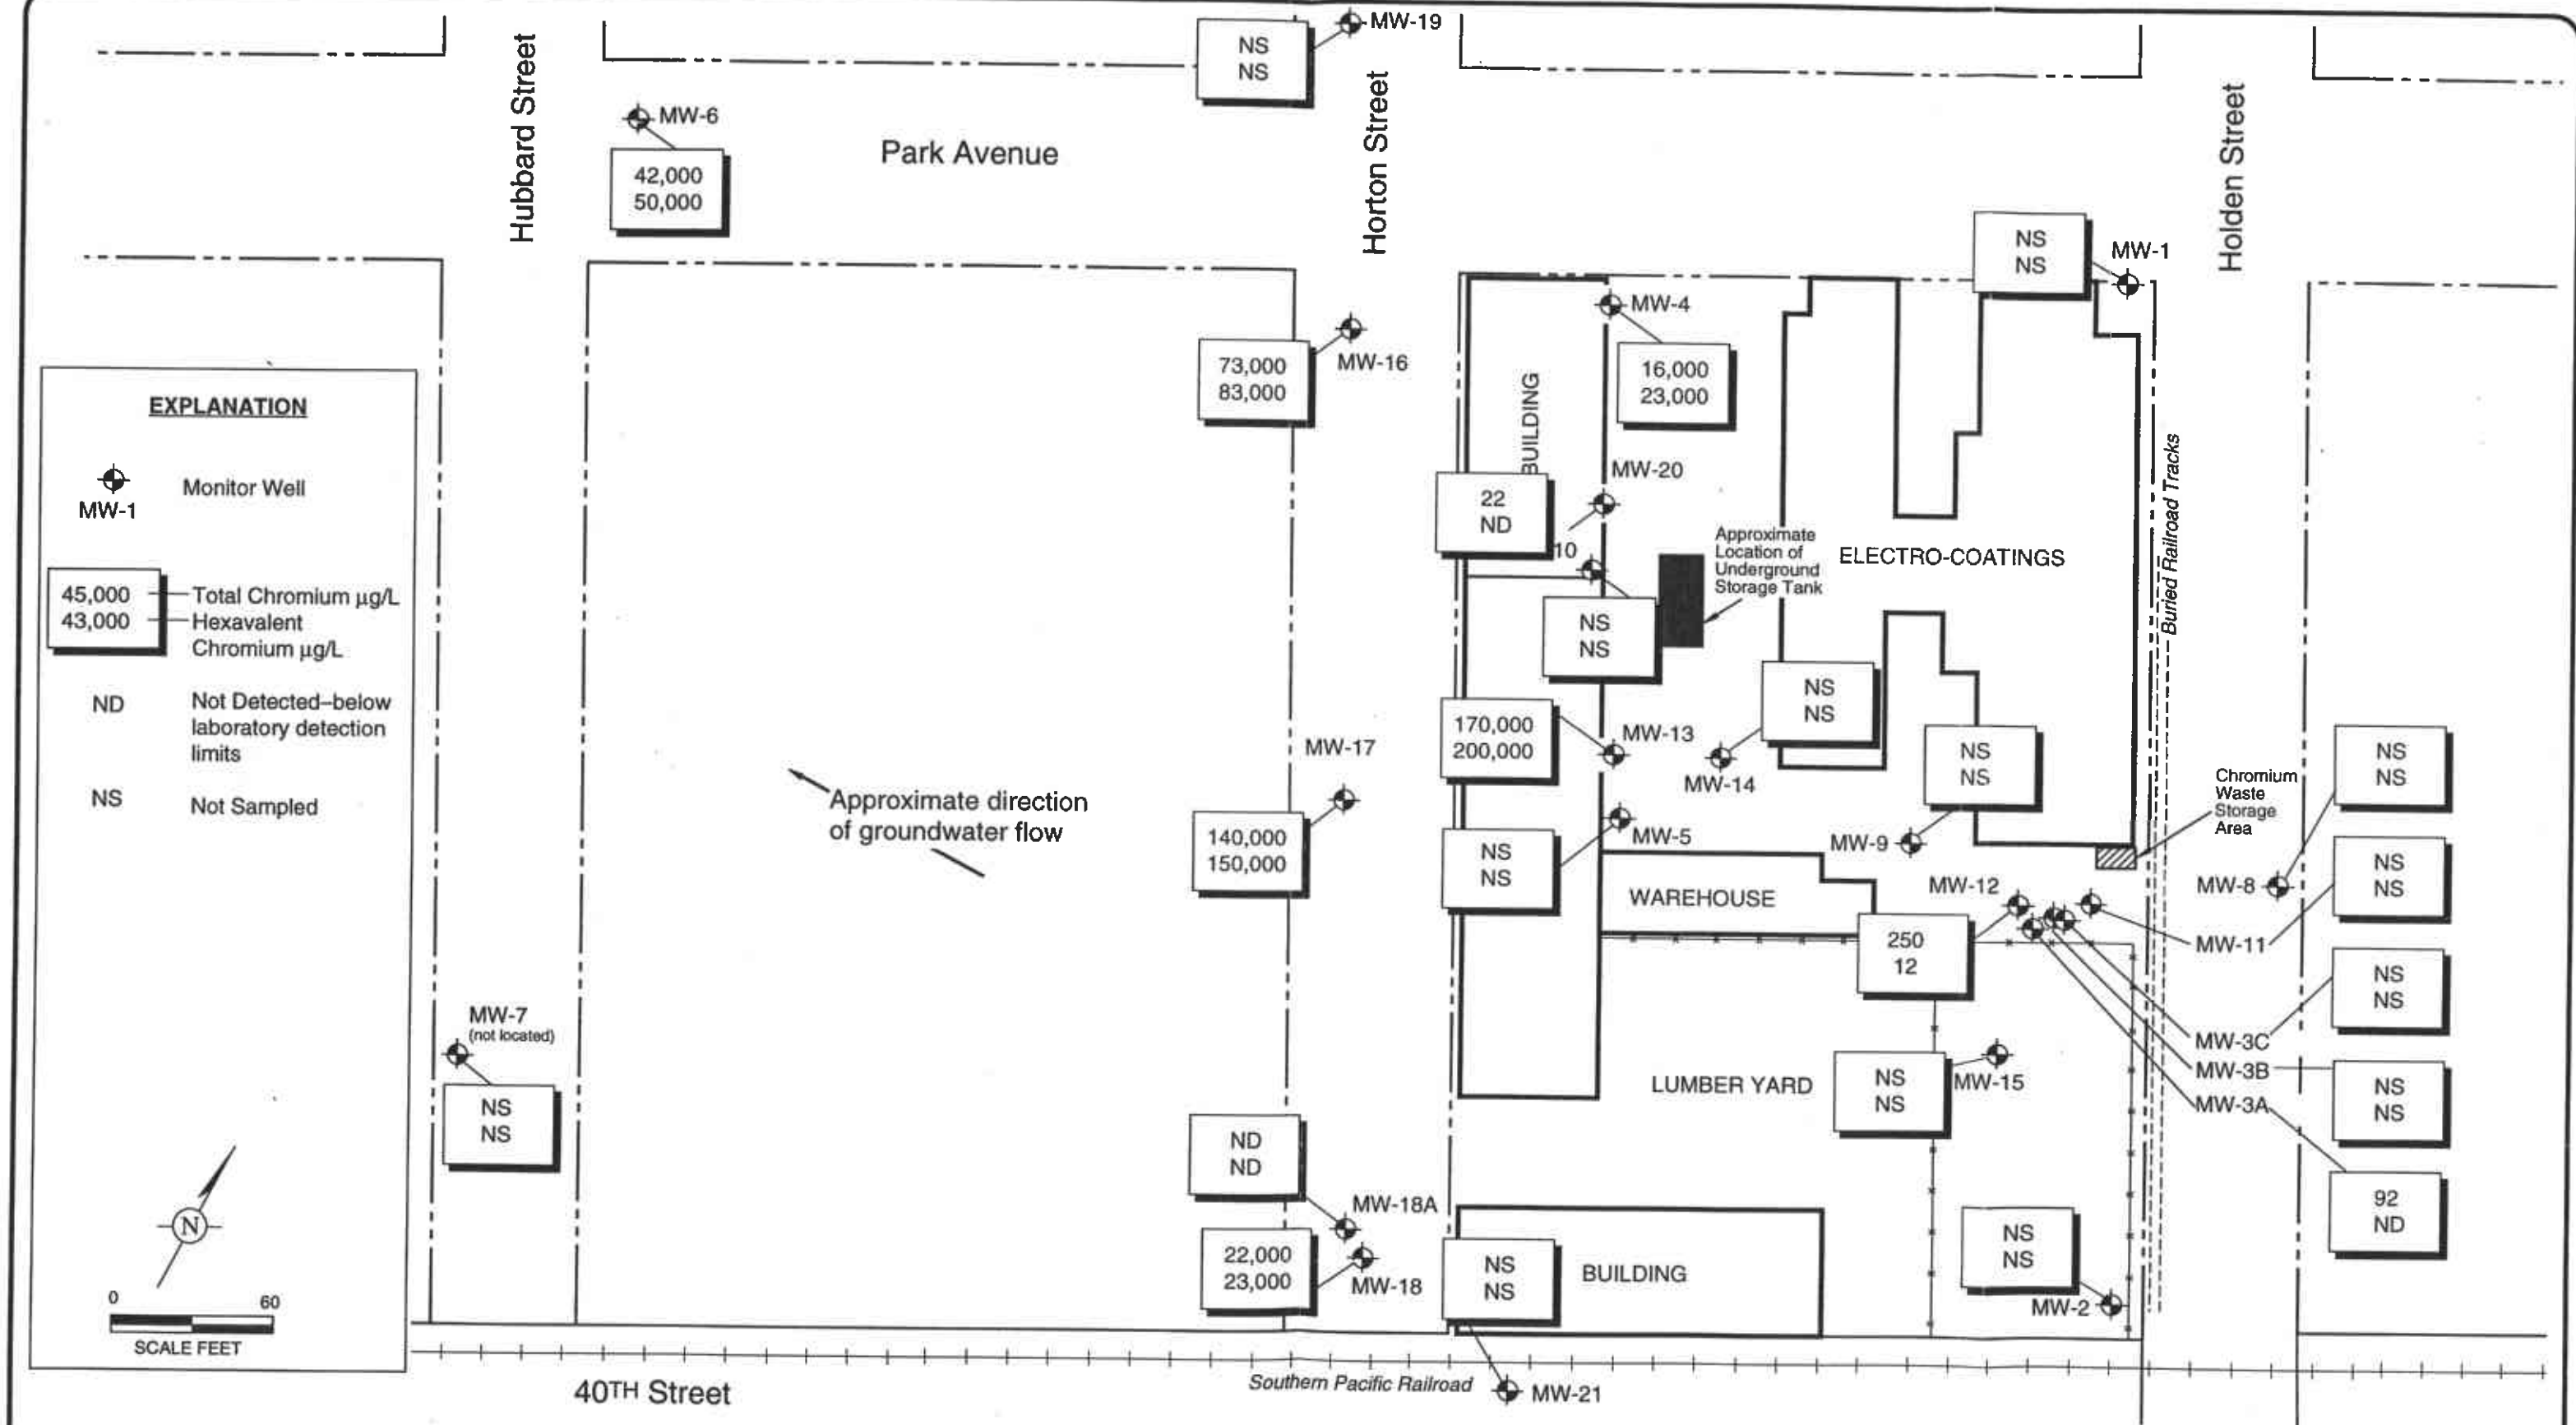 MW-19
NS
NS
Hubbard Street
MW-6
42,000
50,000
Park Avenue
Horton Street
Holden Street
NS
NS
MW-1
MW-4
16,000
23,000
MW-16
73,000
83,000
BUILDING
MW-20
22
ND
10
NS
NS
Approximate
Location of
Underground
Storage Tank
ELECTRO-COATINGS
Buried Railroad Tracks
EXPLANATION
MW-1
Monitor Well
45,000
43,000
Total Chromium µg/L
Hexavalent
Chromium µg/L
ND
Not Detected–below
laboratory detection
limits
NS
Not Sampled
N
0
60
SCALE FEET
Approximate direction
of groundwater flow
MW-17
140,000
150,000
170,000
200,000
MW-13
NS
NS
MW-14
NS
NS
MW-5
NS
NS
MW-9
Chromium
Waste
Storage
Area
WAREHOUSE
MW-12
250
12
MW-8
NS
NS
MW-11
NS
NS
MW-3C
NS
NS
MW-3B
NS
NS
MW-3A
92
ND
MW-7
(not located)
NS
NS
LUMBER YARD
NS
NS
MW-15
ND
ND
MW-18A
22,000
23,000
MW-18
NS
NS
BUILDING
NS
NS
MW-2
40TH Street
Southern Pacific Railroad
MW-21